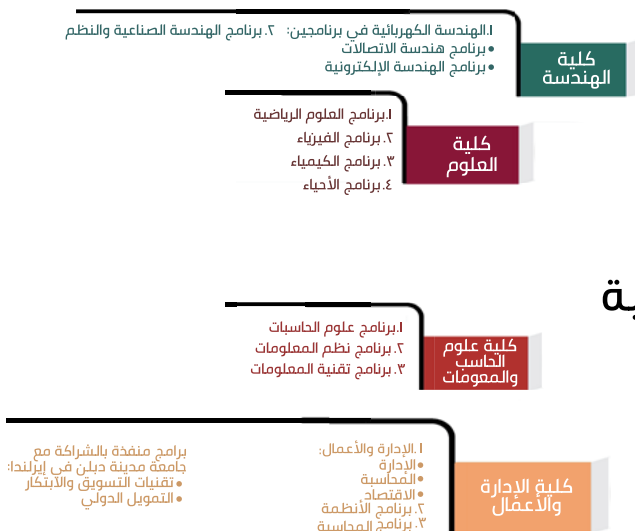 كلية
الهندسة
١.الهندسة الكهربائية في برنامجين: ٢. برنامج الهندسة الصناعية والنظم
• برنامج هندسة الاتصالات
• برنامج الهندسة الإلكترونية
كلية
العلوم
١.برنامج العلوم الرياضية
٢. برنامج الفيزياء
٣. برنامج الكيمياء
٤. برنامج الأحياء
كلية علوم
الحاسب
والمعومات
١.برنامج علوم الحاسبات
٢. برنامج نظم المعلومات
٣. برنامج تقنية المعلومات
كلية الإدارة
والأعمال
١.الإدارة والأعمال:
• الإدارة
• المحاسبة
• الاقتصاد
٢. برنامج الأنظمة
٣. برنامج المحاسبة
برامج منفذة بالشراكة مع
جامعة مدينة دبلن في إيرلندا:
• تقنيات التسويق والابتكار
• التمويل الدولي